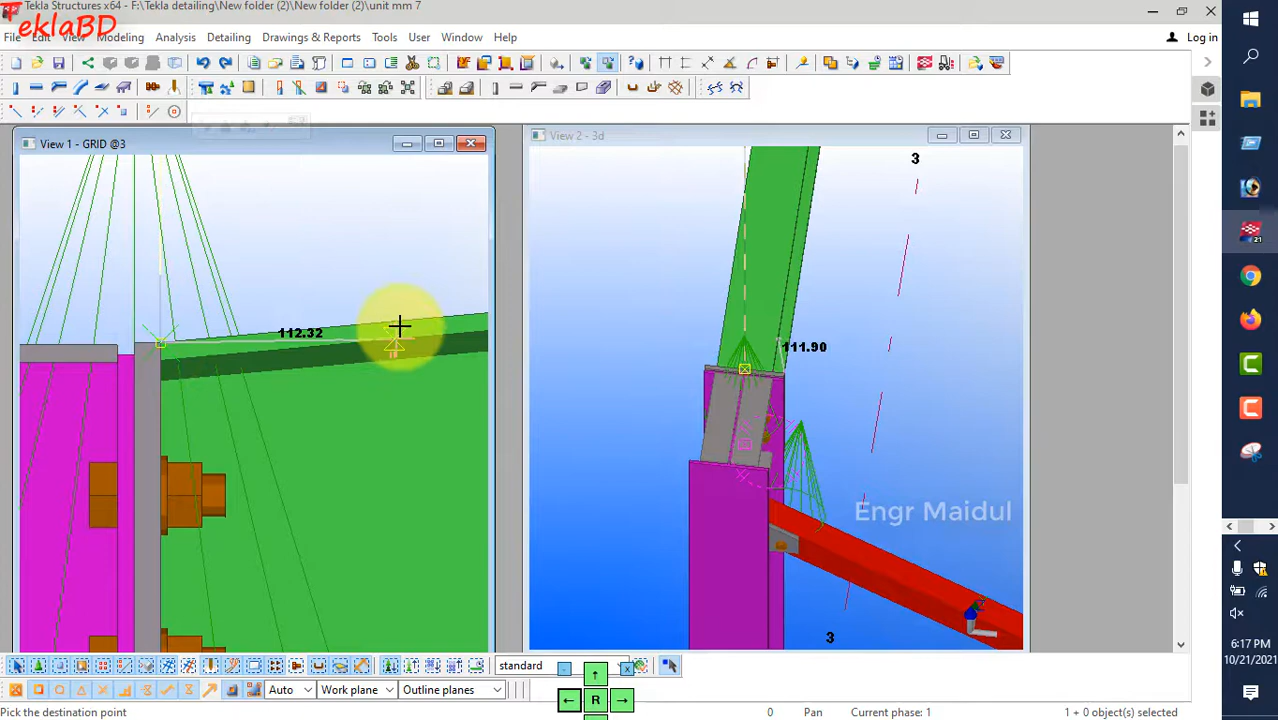 Tekla Structures x64 - F:\Tekla detailing\New folder (2)\New folder (2)\unit mm 7
TeklaBD
File Edit View Modeling Analysis Detailing Drawings & Reports Tools User Window Help
Log in
View 1 - GRID @3
View 2 - 3d
3
112.32
111.90
Engr Maidul
3
21
6:17 PM
10/21/2021
standard
R
Auto
Work plane
Outline planes
Pick the destination point
0
Pan
Current phase: 1
1 + 0 object(s) selected